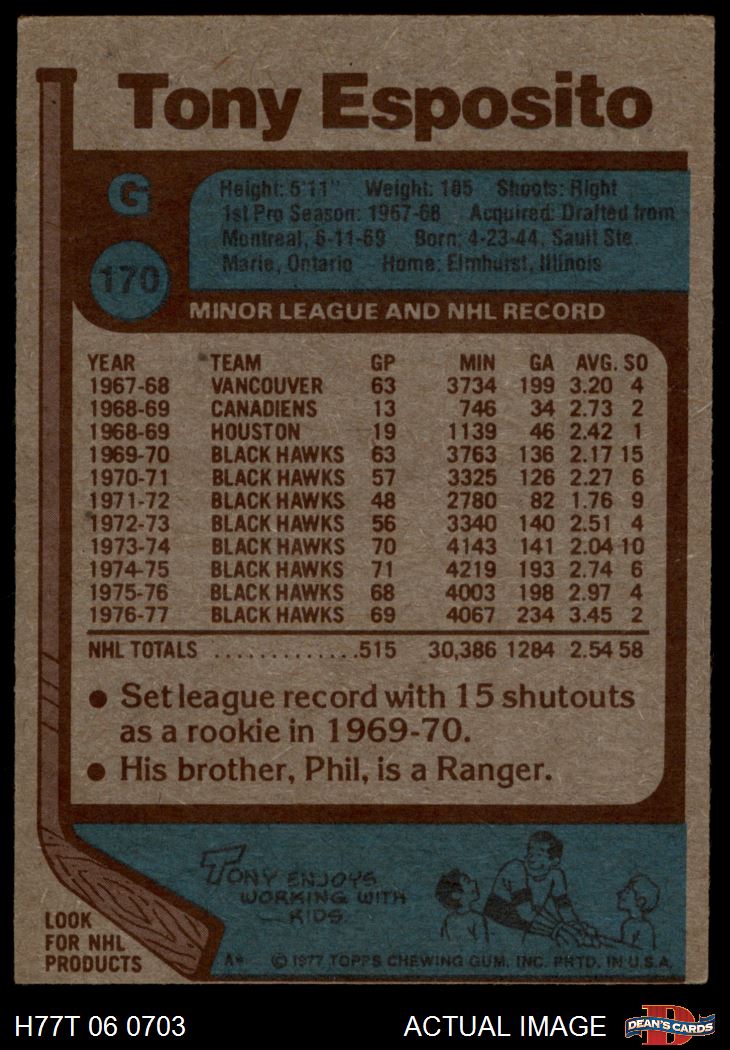 Tony Esposito
G
170
Height: 5'11" Weight: 185 Shoots: Right
1st Pro Season: 1967-68 Acquired: Drafted from
Montreal, 6-11-69 Born: 4-23-44, Sault Ste.
Marie, Ontario Home: Elmhurst, Illinois
MINOR LEAGUE AND NHL RECORD
YEAR TEAM GP MIN GA AVG. SO
1967-68 VANCOUVER 63 3734 199 3.20 4
1968-69 CANADIENS 13 746 34 2.73 2
1968-69 HOUSTON 19 1139 46 2.42 1
1969-70 BLACK HAWKS 63 3763 136 2.17 15
1970-71 BLACK HAWKS 57 3325 126 2.27 6
1971-72 BLACK HAWKS 48 2780 82 1.76 9
1972-73 BLACK HAWKS 56 3340 140 2.51 4
1973-74 BLACK HAWKS 70 4143 141 2.04 10
1974-75 BLACK HAWKS 71 4219 193 2.74 6
1975-76 BLACK HAWKS 68 4003 198 2.97 4
1976-77 BLACK HAWKS 69 4067 234 3.45 2
NHL TOTALS .............515 30,386 1284 2.54 58
● Set league record with 15 shutouts
as a rookie in 1969-70.
● His brother, Phil, is a Ranger.
TONY ENJOYS
WORKING WITH
KIDS.
LOOK
FOR NHL
PRODUCTS
A* © 1977 TOPPS CHEWING GUM, INC. PRTD. IN U.S.A.
H77T 06 0703 ACTUAL IMAGE
D
DEAN'S CARDS